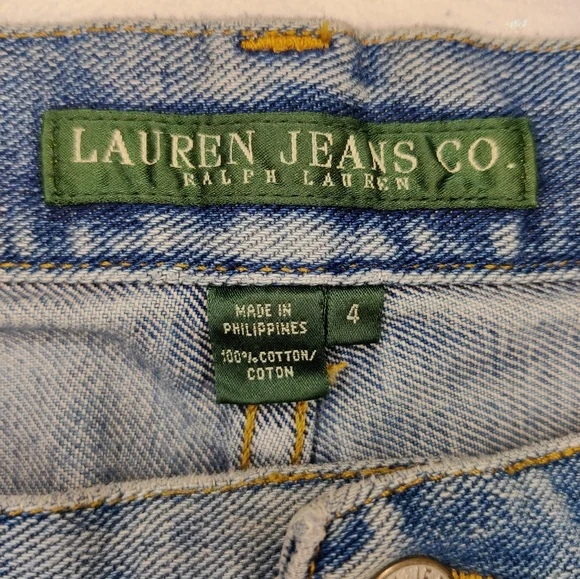 LAUREN JEANS CO.
RALPH LAUREN
MADE IN
PHILIPPINES
100% COTTON/
COTON
4